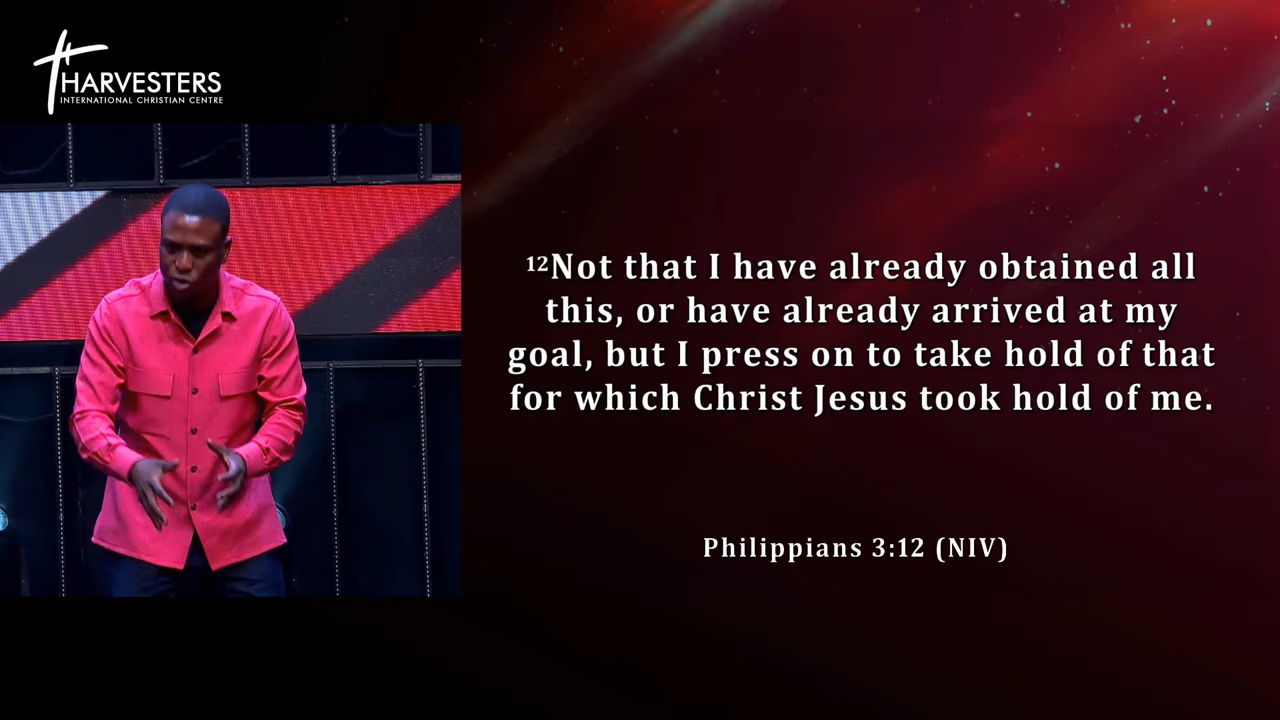 HARVESTERS
INTERNATIONAL CHRISTIAN CENTRE
¹²Not that I have already obtained all
this, or have already arrived at my
goal, but I press on to take hold of that
for which Christ Jesus took hold of me.
Philippians 3:12 (NIV)